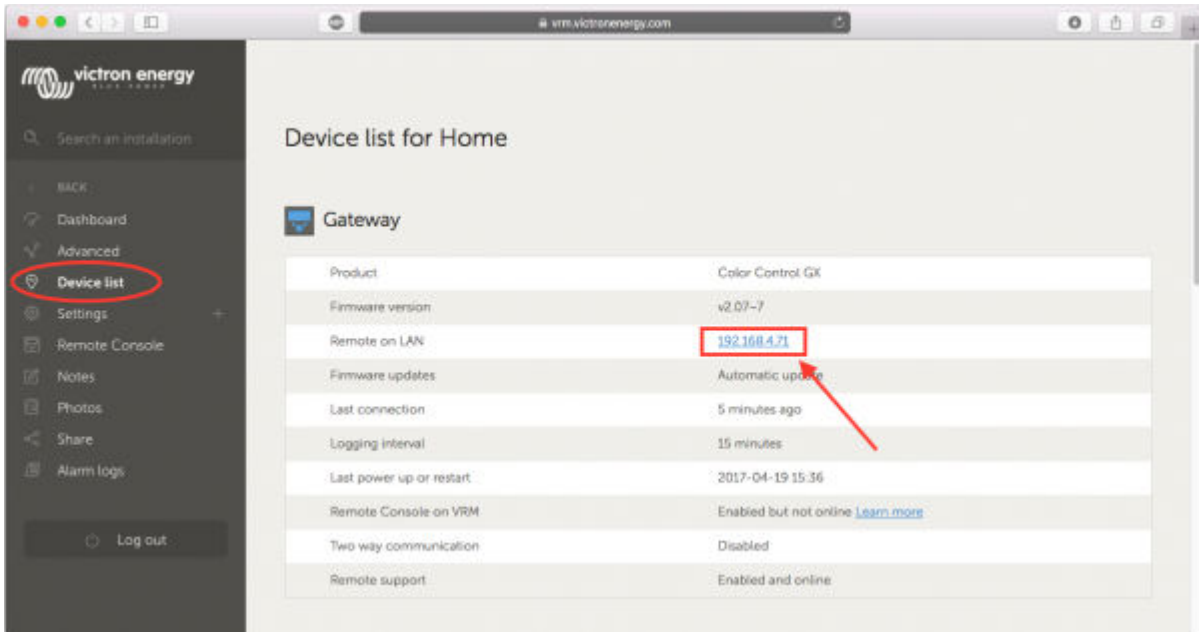 vrm.victronenergy.com
victron energy
BLUE POWER
Search an installation
BACK
Dashboard
Advanced
Device list
Settings
Remote Console
Notes
Photos
Share
Alarm logs
Log out
Device list for Home
Gateway
Product Color Control GX
Firmware version v2.07-7
Remote on LAN 192.168.4.71
Firmware updates Automatic update
Last connection 5 minutes ago
Logging interval 15 minutes
Last power up or restart 2017-04-19 15:36
Remote Console on VRM Enabled but not online Learn more
Two way communication Disabled
Remote support Enabled and online